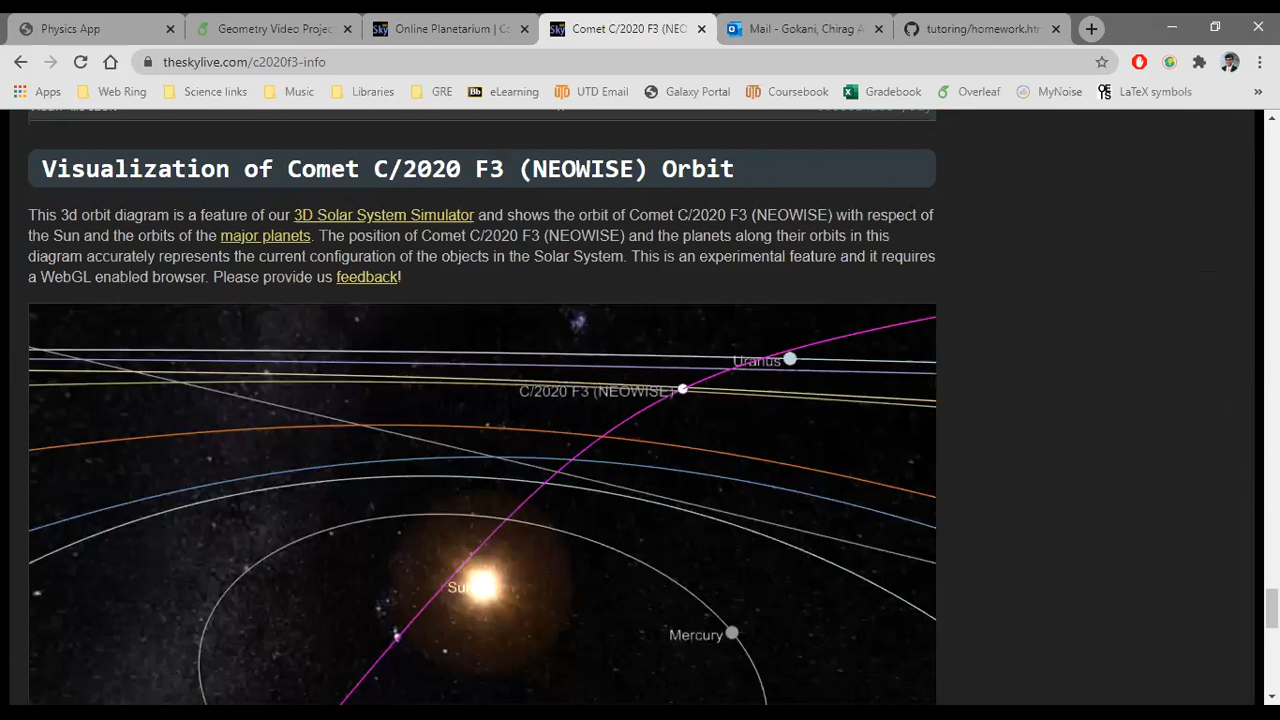 Physics App
Geometry Video Projec
Online Planetarium | Co
Comet C/2020 F3 (NEO
Mail - Gokani, Chirag A
tutoring/homework.htm
theskylive.com/c2020f3-info
Apps
Web Ring
Science links
Music
Libraries
GRE
Bb eLearning
UTD Email
Galaxy Portal
Coursebook
Gradebook
Overleaf
MyNoise
LaTeX symbols
»
Visualization of Comet C/2020 F3 (NEOWISE) Orbit
This 3d orbit diagram is a feature of our 3D Solar System Simulator and shows the orbit of Comet C/2020 F3 (NEOWISE) with respect of
the Sun and the orbits of the major planets. The position of Comet C/2020 F3 (NEOWISE) and the planets along their orbits in this
diagram accurately represents the current configuration of the objects in the Solar System. This is an experimental feature and it requires
a WebGL enabled browser. Please provide us feedback!
Uranus
C/2020 F3 (NEOWISE)
Su
Mercury